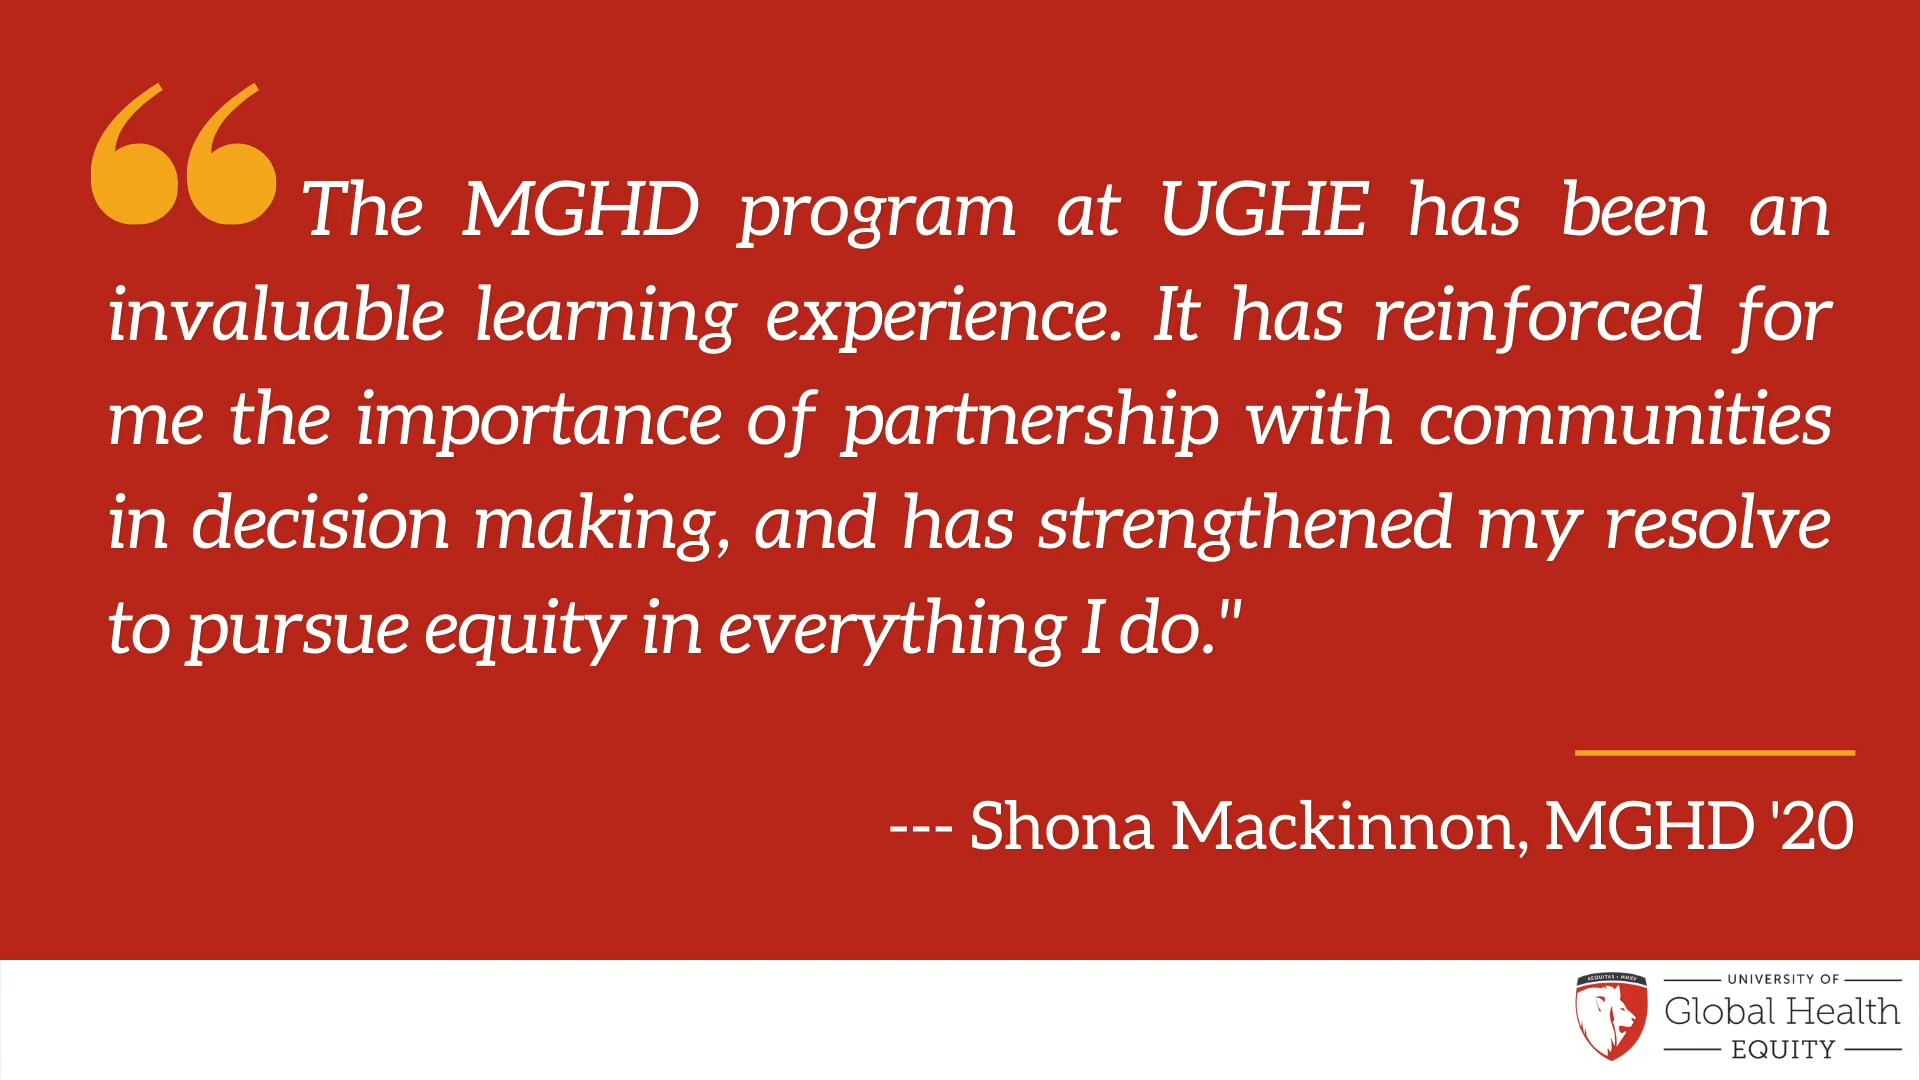 “The MGHD program at UGHE has been an
invaluable learning experience. It has reinforced for
me the importance of partnership with communities
in decision making, and has strengthened my resolve
to pursue equity in everything I do."
--- Shona Mackinnon, MGHD '20
AEQUITAS • MMXV
UNIVERSITY OF
Global Health
EQUITY